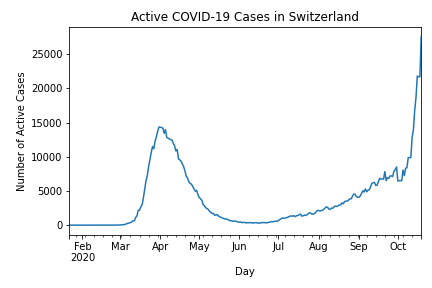 Active COVID-19 Cases in Switzerland
Number of Active Cases
25000
20000
15000
10000
5000
0
Feb Mar Apr May Jun Jul Aug Sep Oct
2020
Day